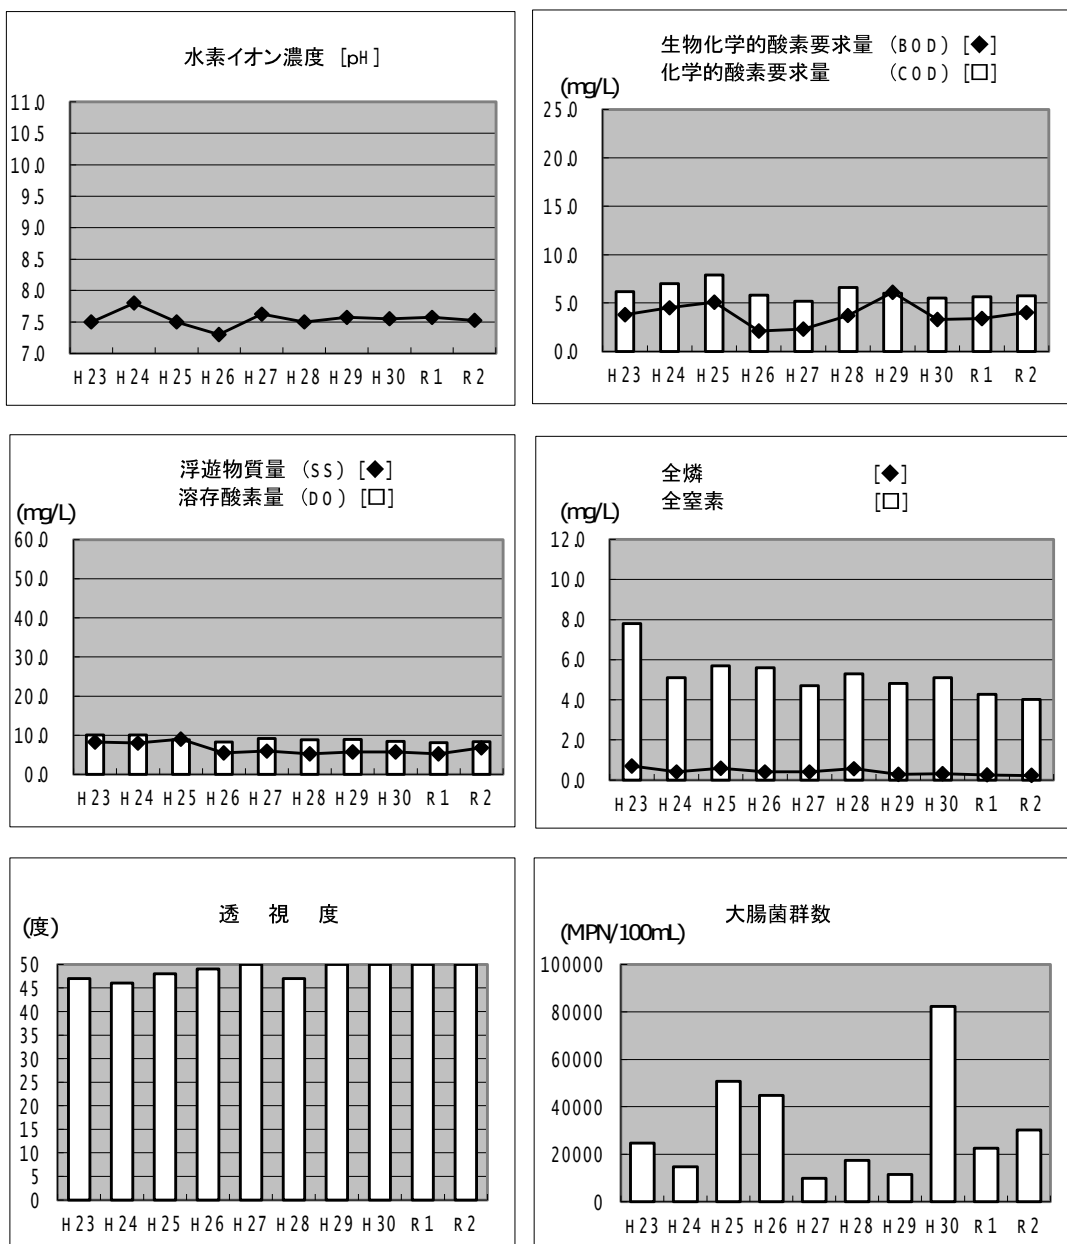 水素イオン濃度 [pH]
11.0
10.5
10.0
9.5
9.0
8.5
8.0
7.5
7.0
H23 H24 H25 H26 H27 H28 H29 H30 R1 R2
生物化学的酸素要求量 (BOD) [◆]
化学的酸素要求量 (COD) [□]
(mg/L)
25.0
20.0
15.0
10.0
5.0
0.0
H23 H24 H25 H26 H27 H28 H29 H30 R1 R2
浮遊物質量 (SS) [◆]
溶存酸素量 (DO) [□]
(mg/L)
60.0
50.0
40.0
30.0
20.0
10.0
0.0
H23 H24 H25 H26 H27 H28 H29 H30 R1 R2
全燐 [◆]
全窒素 [□]
(mg/L)
12.0
10.0
8.0
6.0
4.0
2.0
0.0
H23 H24 H25 H26 H27 H28 H29 H30 R1 R2
透 視 度
(度)
50
45
40
35
30
25
20
15
10
5
0
H23 H24 H25 H26 H27 H28 H29 H30 R1 R2
大腸菌群数
(MPN/100mL)
100000
80000
60000
40000
20000
0
H23 H24 H25 H26 H27 H28 H29 H30 R1 R2